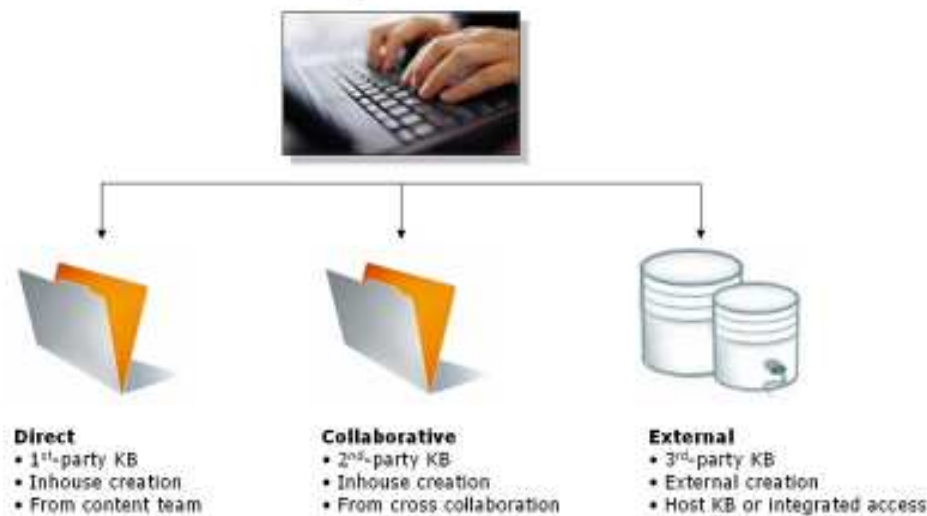 Direct
• 1st-party KB
• Inhouse creation
• From content team
Collaborative
• 2nd-party KB
• Inhouse creation
• From cross collaboration
External
• 3rd-party KB
• External creation
• Host KB or integrated access